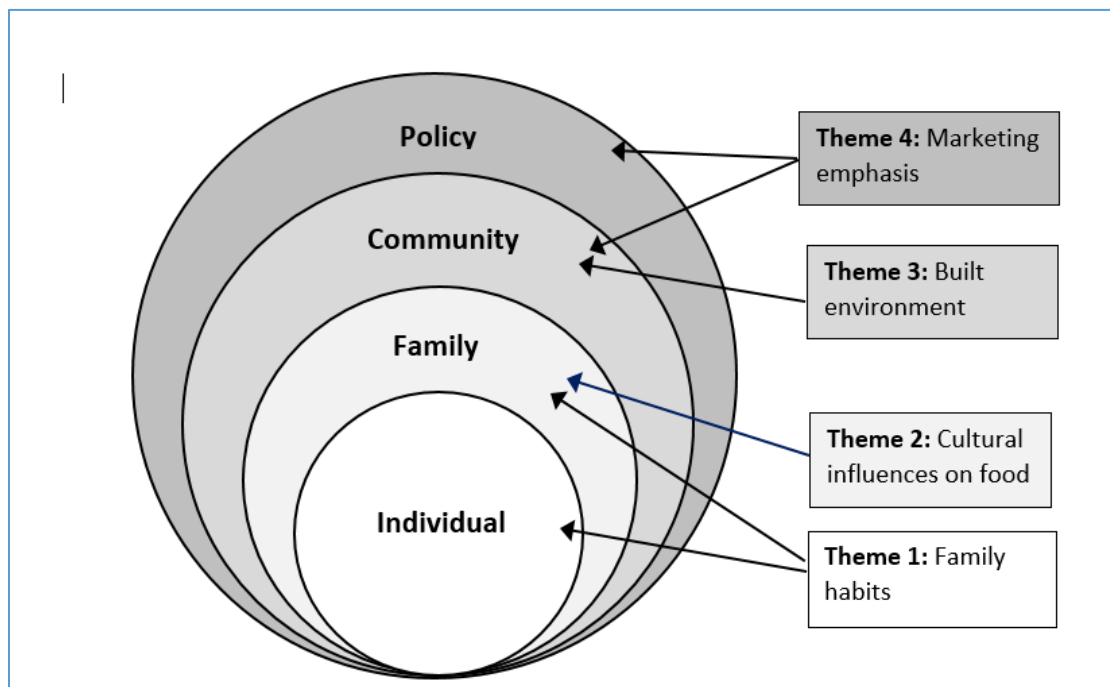 Policy
Theme 4: Marketing
emphasis
Community
Theme 3: Built
environment
Family
Theme 2: Cultural
influences on food
Individual
Theme 1: Family
habits